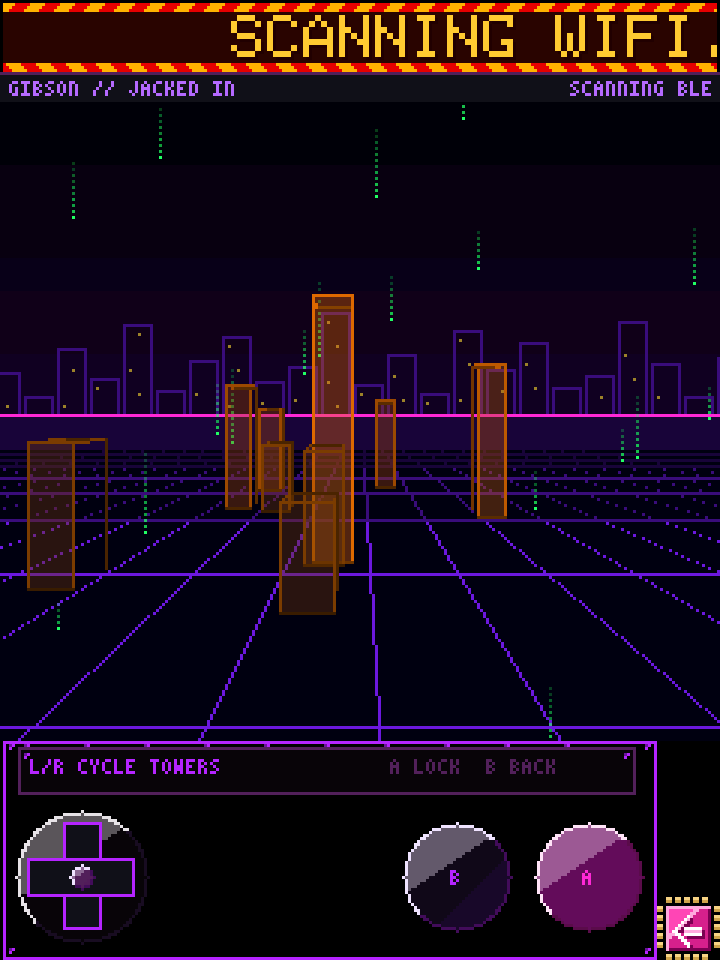 SCANNING WIFI.
GIBSON // JACKED IN
SCANNING BLE
L/R CYCLE TOWERS
A LOCK B BACK
B
A